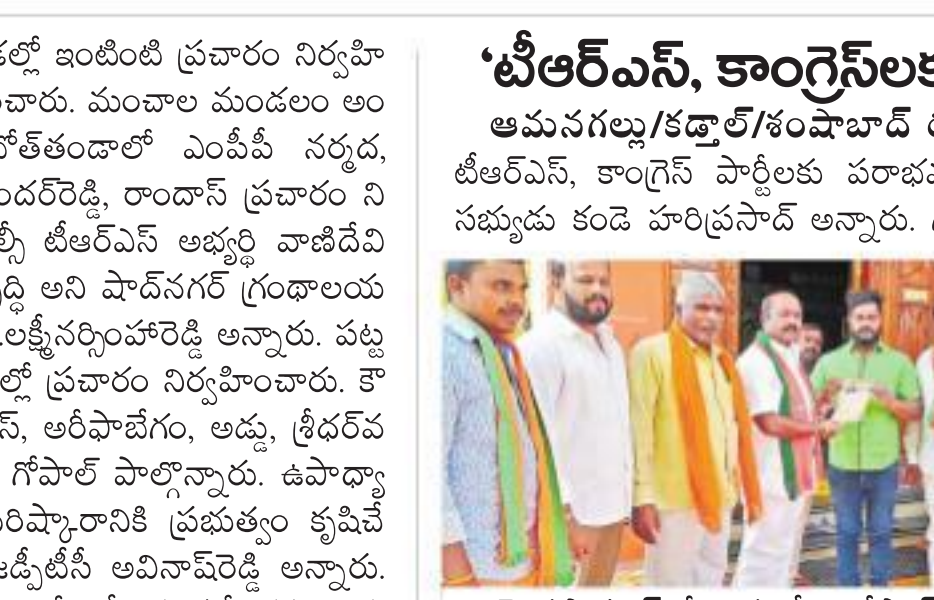 ఇంటింటి ప్రచారం నిర్వహి
మంచాల మండలం అం
ఎంపీపీ నర్మద,
రాందాస్ ప్రచారం ని
టీఆర్ఎస్ అభ్యర్థి వాణిదేవి
అని షాద్‌నగర్ గ్రంథాలయ
లక్ష్మీనర్సింహారెడ్డి అన్నారు. పట్ట
ప్రచారం నిర్వహించారు. కౌ
అరీఫాబేగం, అడ్డు, శ్రీధర్‌వ
గోపాల్ పాల్గొన్నారు. ఉపాధ్యా
ప్రభుత్వం కృషిచే
అవినాష్‌రెడ్డి అన్నారు.
‘టీఆర్ఎస్, కాంగ్రెస్‌లక
ఆమనగల్లు/కడ్తాల్/శంషాబాద్
టీఆర్ఎస్, కాంగ్రెస్ పార్టీలకు పరాభ
సభ్యుడు కండె హరిప్రసాద్ అన్నారు.